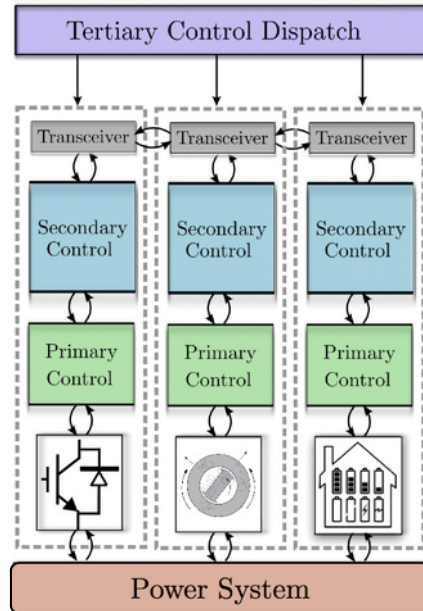 Tertiary Control Dispatch
Transceiver
Transceiver
Transceiver
Secondary
Control
Secondary
Control
Secondary
Control
Primary
Control
Primary
Control
Primary
Control
Power System